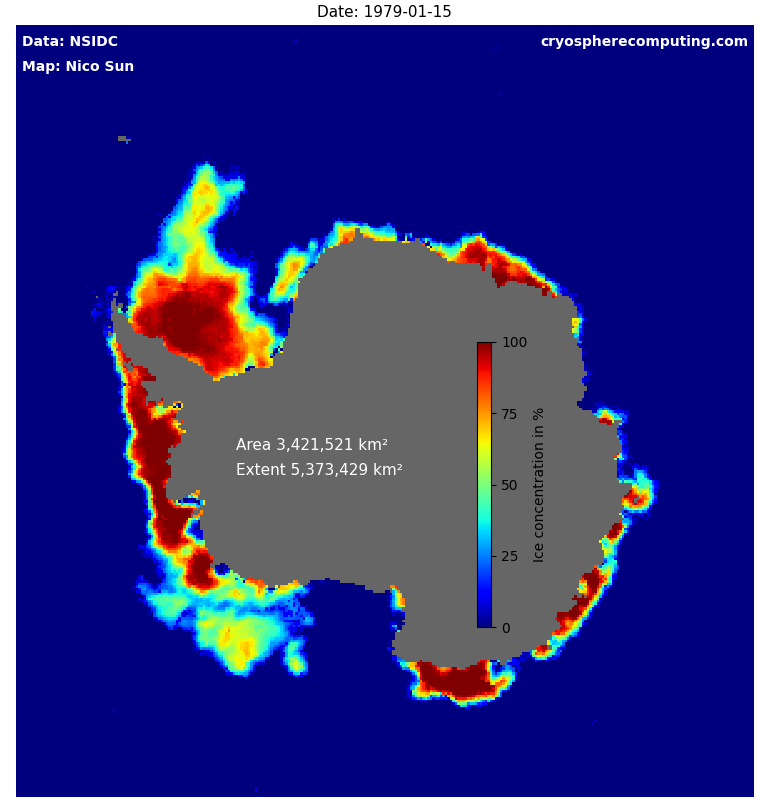 Date: 1979-01-15
Data: NSIDC
cryospherecomputing.com
Map: Nico Sun
100
75
50
25
0
Ice concentration in %
Area 3,421,521 km²
Extent 5,373,429 km²